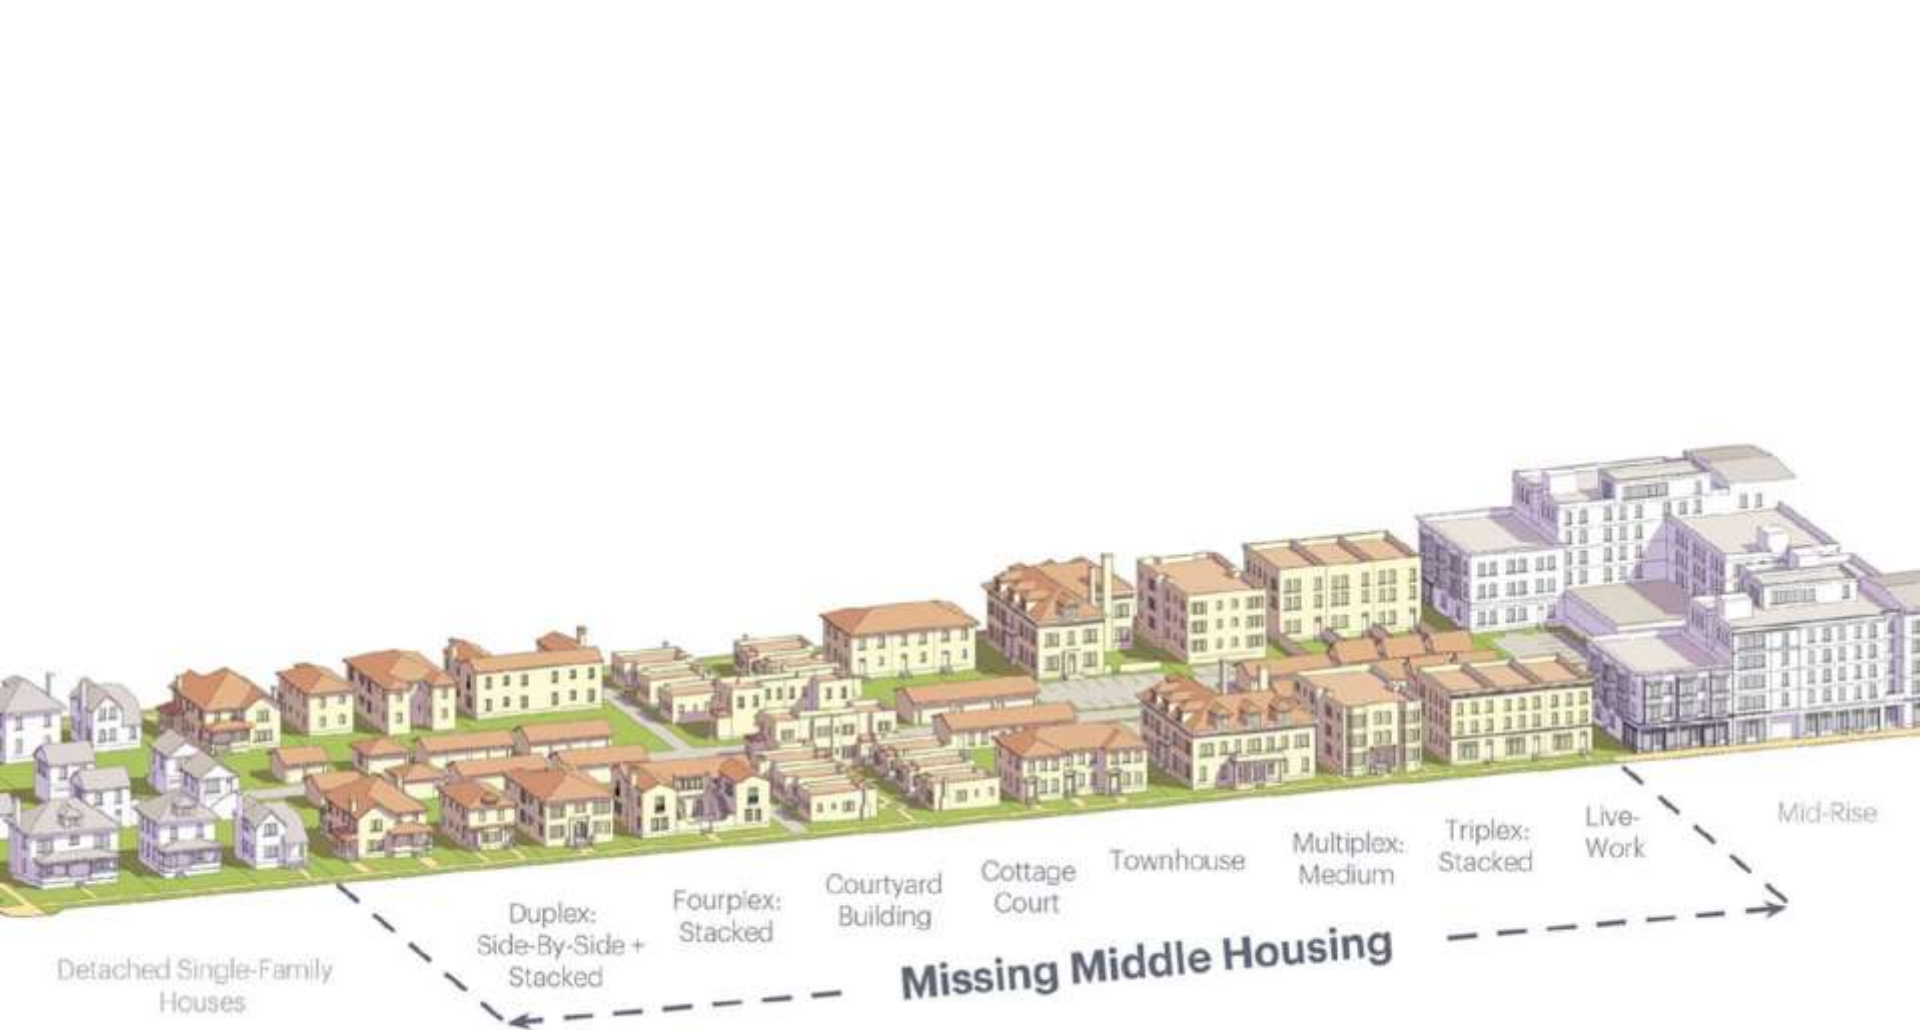 Detached Single-Family
Houses
Duplex:
Side-By-Side +
Stacked
Fourplex:
Stacked
Courtyard
Building
Cottage
Court
Townhouse
Multiplex:
Medium
Triplex:
Stacked
Live-
Work
Mid-Rise
Missing Middle Housing